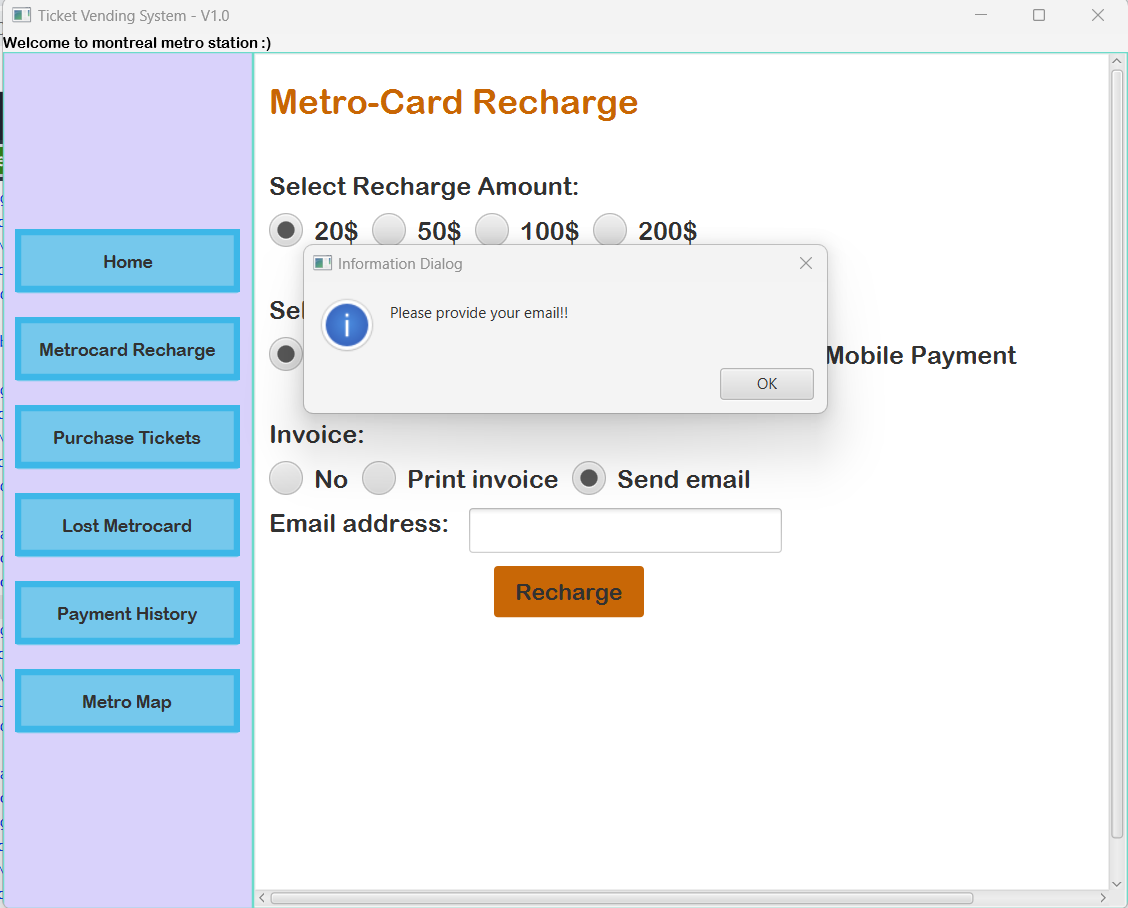 Ticket Vending System - V1.0
Welcome to montreal metro station :)
Home
Metrocard Recharge
Purchase Tickets
Lost Metrocard
Payment History
Metro Map
Metro-Card Recharge
Select Recharge Amount:
20$ 50$ 100$ 200$
Information Dialog
Please provide your email!!
OK
Mobile Payment
Invoice:
No Print invoice Send email
Email address:
Recharge